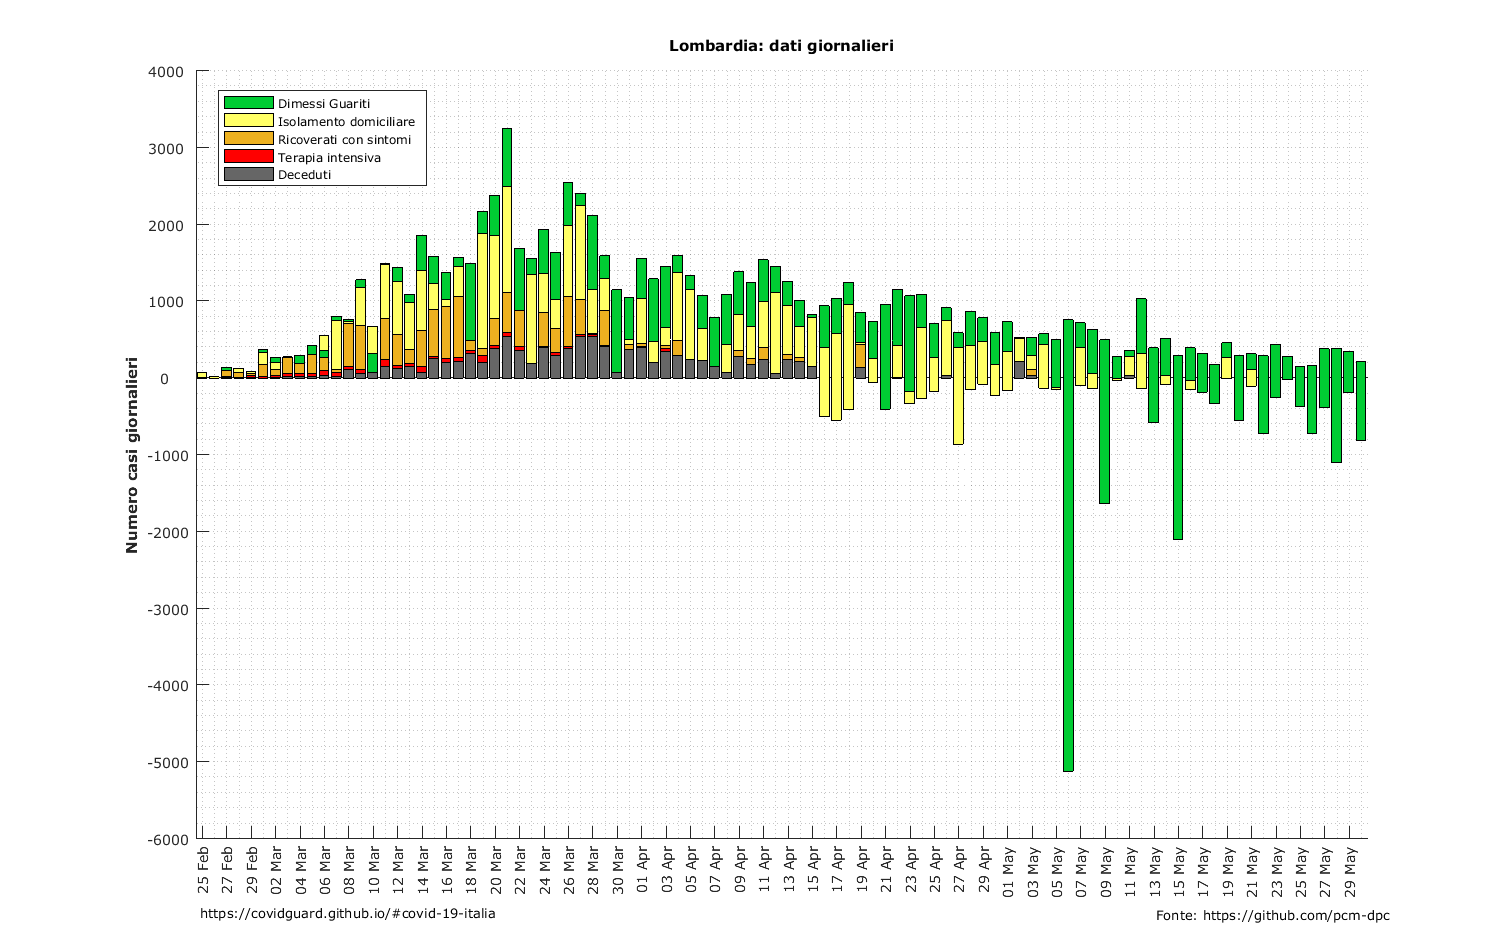 Lombardia: dati giornalieri
4000
3000
2000
1000
0
-1000
-2000
-3000
-4000
-5000
-6000
Numero casi giornalieri
Dimessi Guariti
Isolamento domiciliare
Ricoverati con sintomi
Terapia intensiva
Deceduti
25 Feb
27 Feb
29 Feb
02 Mar
04 Mar
06 Mar
08 Mar
10 Mar
12 Mar
14 Mar
16 Mar
18 Mar
20 Mar
22 Mar
24 Mar
26 Mar
28 Mar
30 Mar
01 Apr
03 Apr
05 Apr
07 Apr
09 Apr
11 Apr
13 Apr
15 Apr
17 Apr
19 Apr
21 Apr
23 Apr
25 Apr
27 Apr
29 Apr
01 May
03 May
05 May
07 May
09 May
11 May
13 May
15 May
17 May
19 May
21 May
23 May
25 May
27 May
29 May
https://covidguard.github.io/#covid-19-italia
Fonte: https://github.com/pcm-dpc